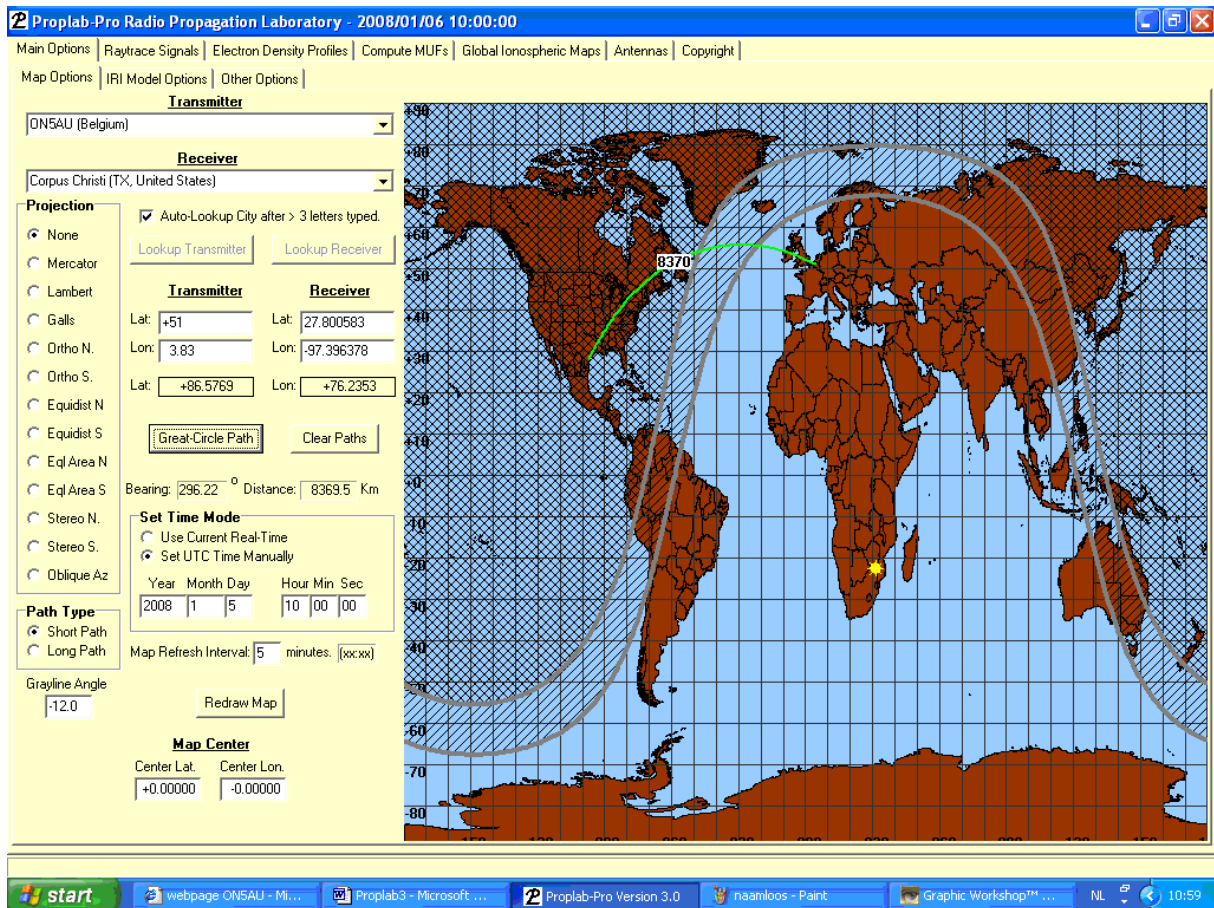 Proplab-Pro Radio Propagation Laboratory - 2008/01/06 10:00:00
Main Options Raytrace Signals Electron Density Profiles Compute MUFs Global Ionospheric Maps Antennas Copyright
Map Options IRI Model Options Other Options
Transmitter
ON5AU (Belgium)
Receiver
Corpus Christi (TX, United States)
Projection
None
Mercator
Lambert
Galls
Ortho N.
Ortho S.
Equidist N
Equidist S
Eql Area N
Eql Area S
Stereo N.
Stereo S.
Oblique Az
Auto-Lookup City after > 3 letters typed.
Lookup Transmitter Lookup Receiver
Transmitter Receiver
Lat: +51 Lat: 27.800583
Lon: 3.83 Lon: -97.396378
Lat: +86.5769 Lon: +76.2353
Great-Circle Path Clear Paths
Bearing: 296.22 o Distance: 8369.5 Km
Set Time Mode
Use Current Real-Time
Set UTC Time Manually
Year Month Day Hour Min Sec
2008 1 5 10 00 00
Path Type
Short Path
Long Path
Map Refresh Interval: 5 minutes. (xx:xx)
Grayline Angle
-12.0
Redraw Map
Map Center
Center Lat. Center Lon.
+0.00000 -0.00000
+90
+80
+70
+60
+50
+40
+30
+20
+10
+0
-10
-20
-30
-40
-60
-70
-80
8370
start webpage ON5AU - Mi... Proplab3 - Microsoft ... Proplab-Pro Version 3.0 naamloos - Paint Graphic Workshop™ ... NL 10:59